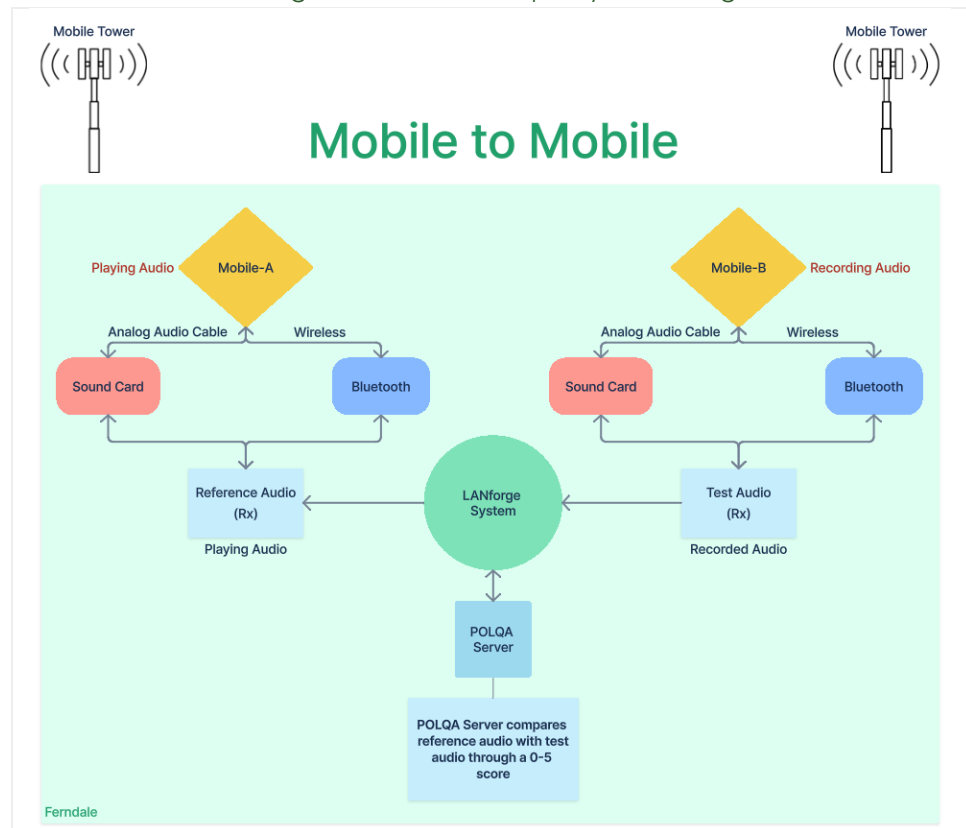 Mobile Tower
Mobile Tower
Mobile to Mobile
Playing Audio
Mobile-A
Mobile-B
Recording Audio
Analog Audio Cable
Wireless
Analog Audio Cable
Wireless
Sound Card
Bluetooth
Sound Card
Bluetooth
Reference Audio
(Rx)
Playing Audio
LANforge
System
Test Audio
(Rx)
Recorded Audio
POLQA
Server
POLQA Server compares
reference audio with test
audio through a 0-5
score
Ferndale